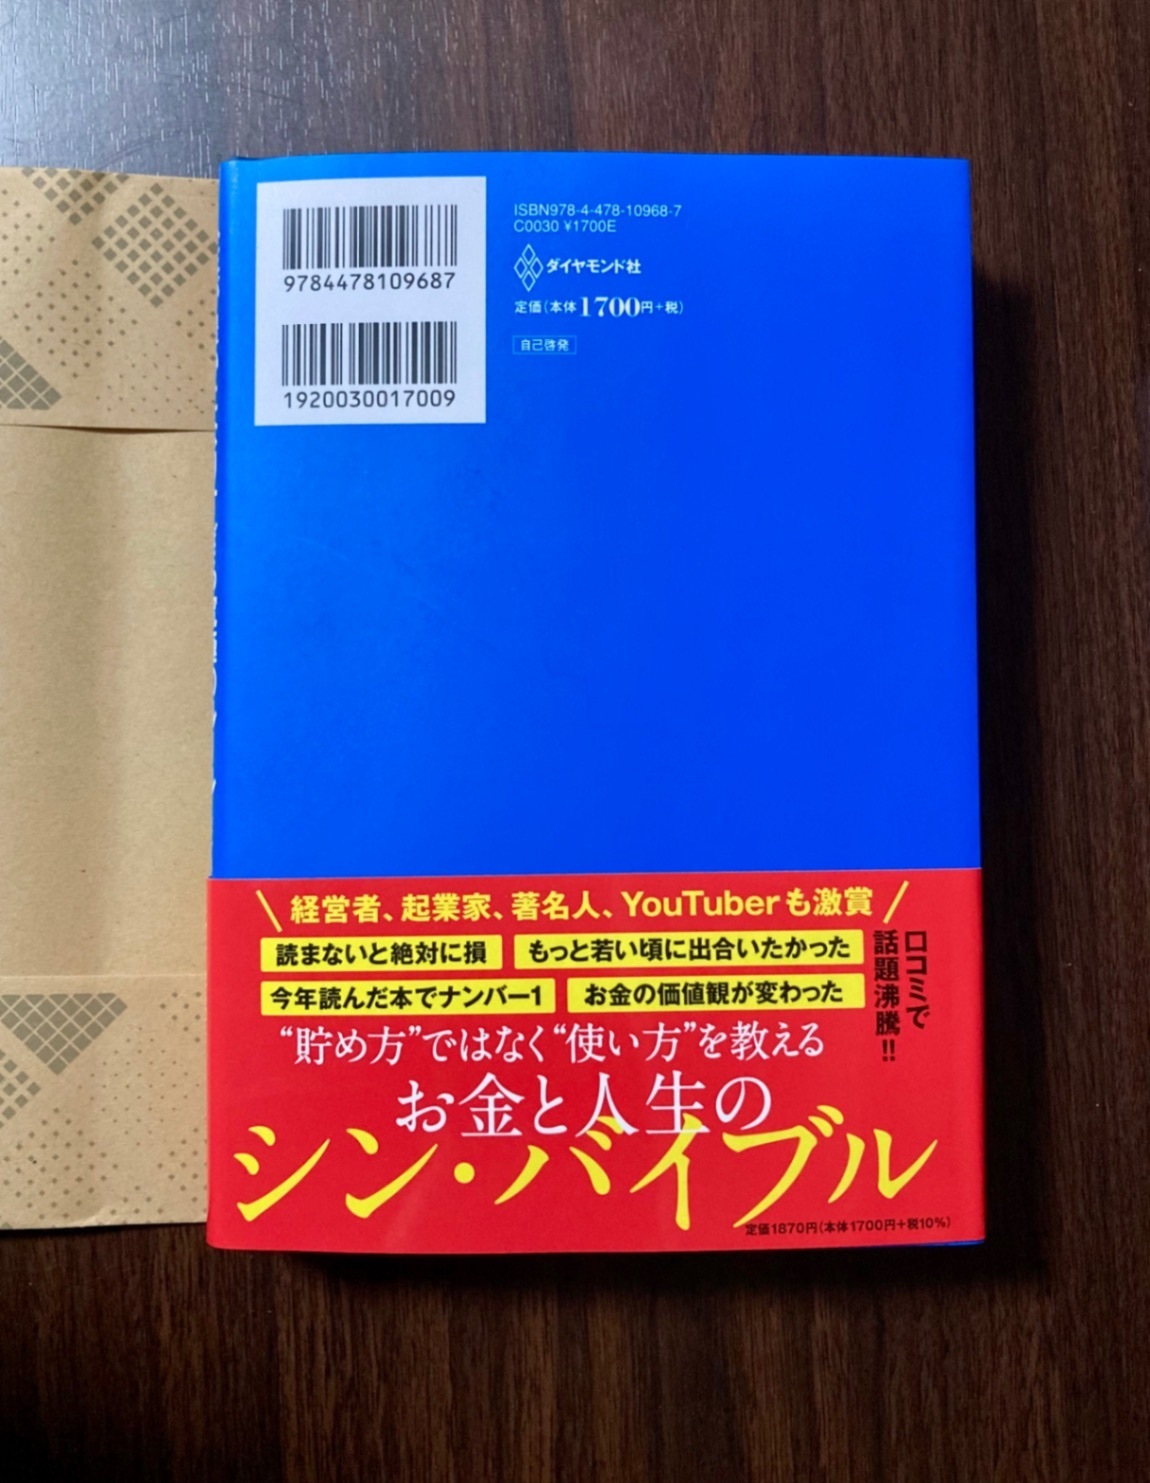 9784478109687
1920030017009
ISBN978-4-478-10968-7
C0030 ¥1700E
ダイヤモンド社
定価(本体1700円+税)
自己啓発
経営者、起業家、著名人、YouTuberも激賞
読まないと絶対に損
もっと若い頃に出合いたかった
今年読んだ本でナンバー1
お金の価値観が変わった
口コミで
話題沸騰!!
“貯め方”ではなく“使い方”を教える
お金と人生の
シン・バイブル
定価1870円(本体1700円+税10%)